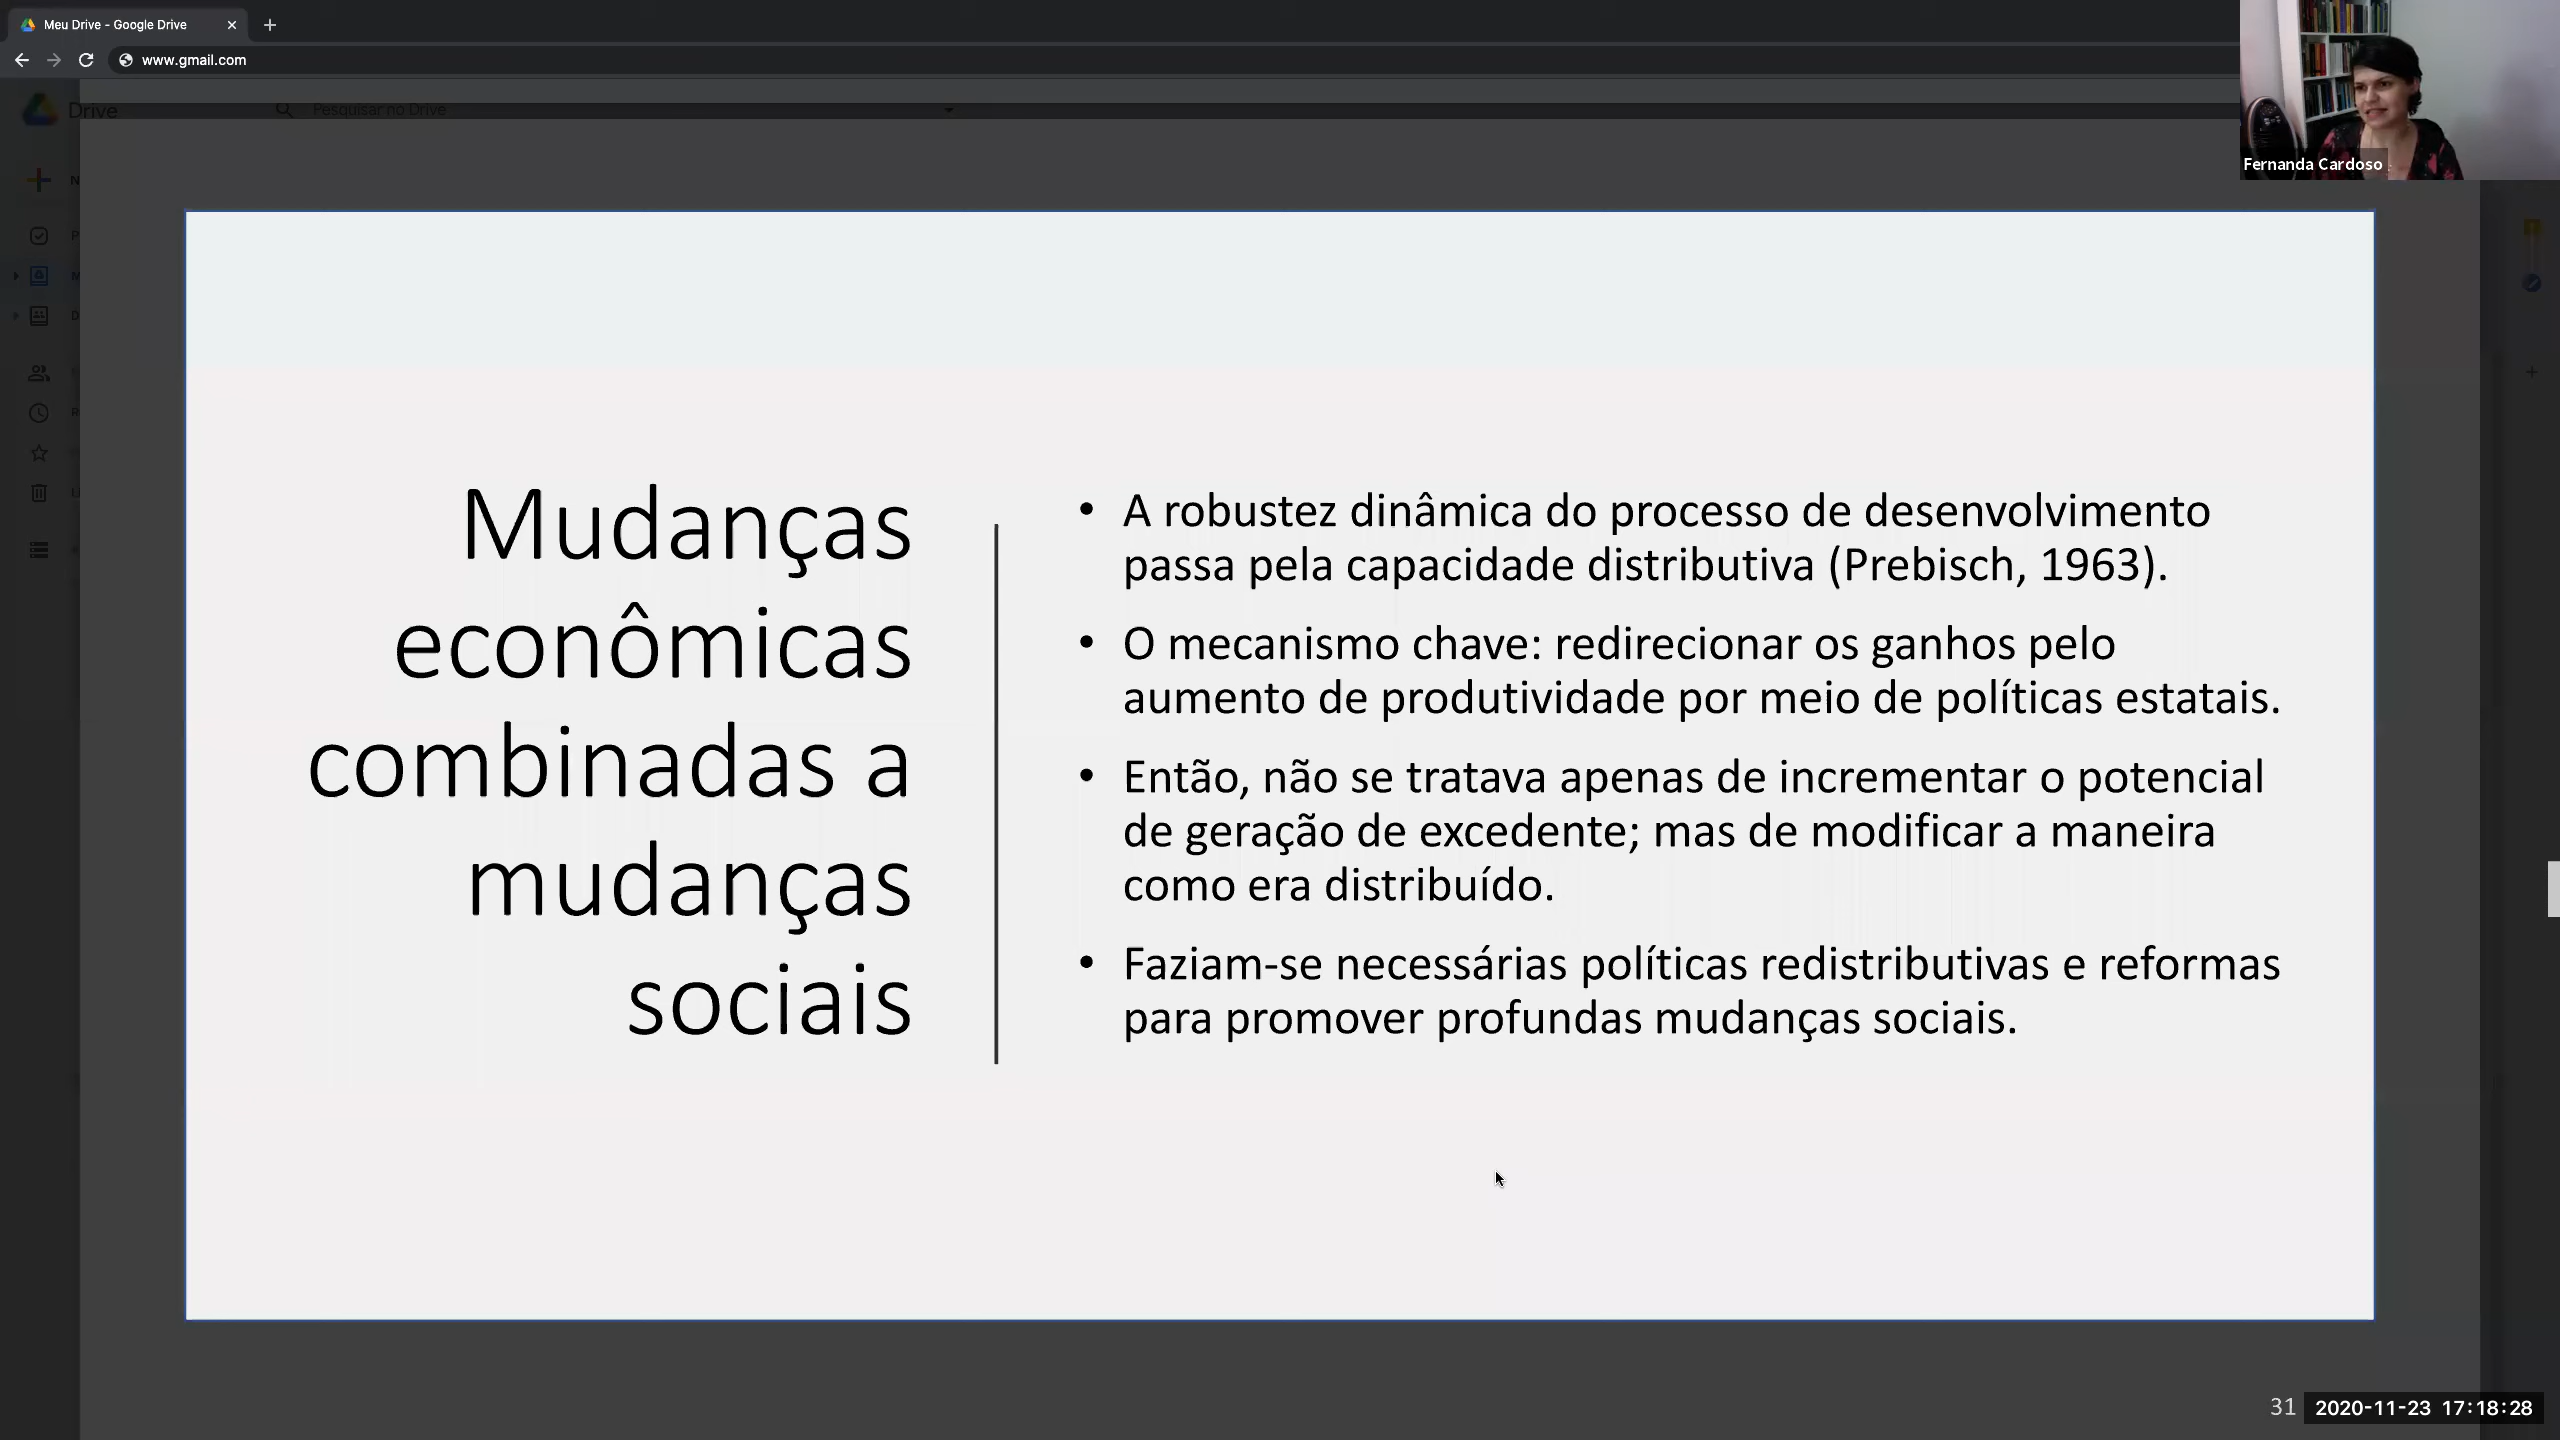 Meu Drive - Google Drive
www.gmail.com
Drive
Pesquisar no Drive
Fernanda Cardoso
Mudanças
econômicas
combinadas a
mudanças
sociais
• A robustez dinâmica do processo de desenvolvimento
passa pela capacidade distributiva (Prebisch, 1963).
• O mecanismo chave: redirecionar os ganhos pelo
aumento de produtividade por meio de políticas estatais.
• Então, não se tratava apenas de incrementar o potencial
de geração de excedente; mas de modificar a maneira
como era distribuído.
• Faziam-se necessárias políticas redistributivas e reformas
para promover profundas mudanças sociais.
31
2020-11-23 17:18:28